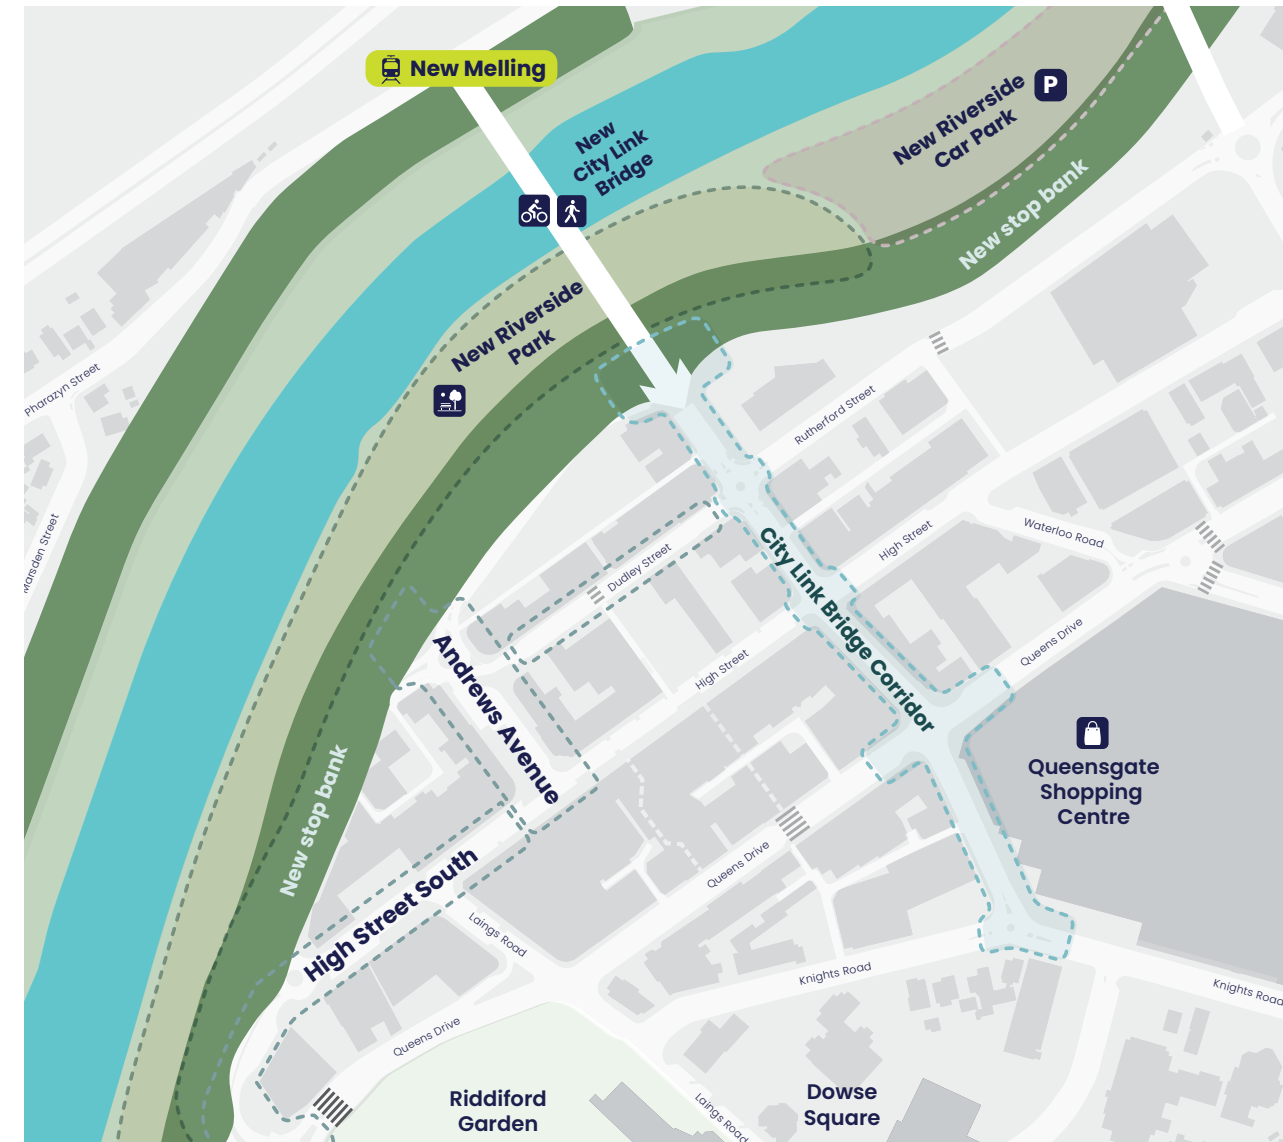 New Melling
New
City Link
Bridge
New Riverside
Car Park
P
New stop bank
New Riverside
Park
Pharazyn Street
Marsden Street
Rutherford Street
High Street
Waterloo Road
Dudley Street
City Link Bridge Corridor
Queens Drive
High Street
Andrews Avenue
Queensgate
Shopping
Centre
New stop bank
High Street South
Queens Drive
Laings Road
Knights Road
Knights Road
Queens Drive
Riddiford
Garden
Laings Road
Dowse
Square